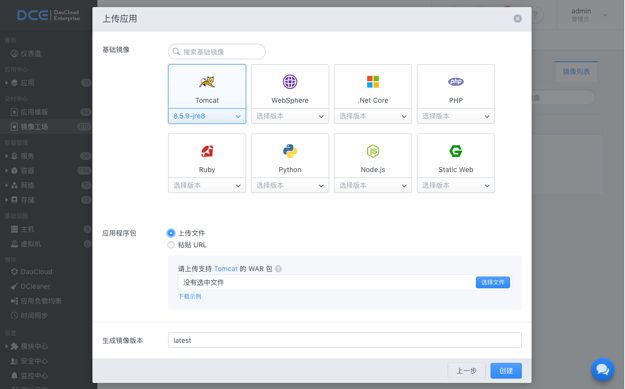 DCE DaoCloud Enterprise
admin
仪表盘
应用
应用模板
镜像工场
服务
容器
网络
存储
主机
虚拟机
DaoCloud
DCleaner
应用负载均衡
时间同步
模块中心
安全中心
监控中心
镜像列表
上传应用
基础镜像
搜索基础镜像
Tomcat
8.5.9-jre8
WebSphere
选择版本
.Net Core
选择版本
PHP
选择版本
Ruby
选择版本
Python
选择版本
Node.js
选择版本
Static Web
选择版本
应用程序包
上传文件
粘贴 URL
请上传支持 Tomcat 的 WAR 包 ?
没有选中文件
选择文件
下载示例
生成镜像版本
latest
上一步
创建